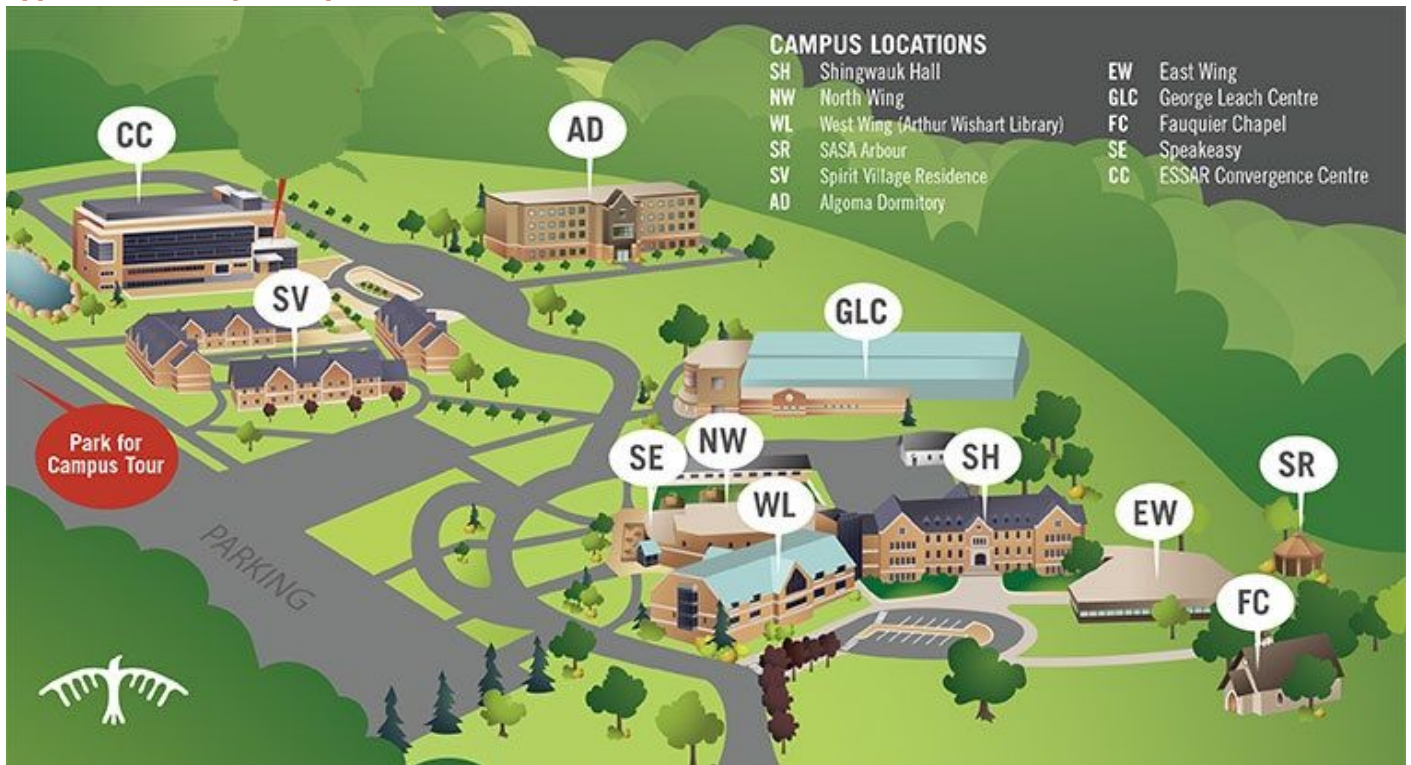 CAMPUS LOCATIONS
SH Shingwauk Hall
NW North Wing
WL West Wing (Arthur Wishart Library)
SR SASA Arbour
SV Spirit Village Residence
AD Algoma Dormitory
EW East Wing
GLC George Leach Centre
FC Fauquier Chapel
SE Speakeasy
CC ESSAR Convergence Centre
CC
AD
SV
GLC
Park for
Campus Tour
SE
NW
WL
SH
EW
SR
FC
PARKING